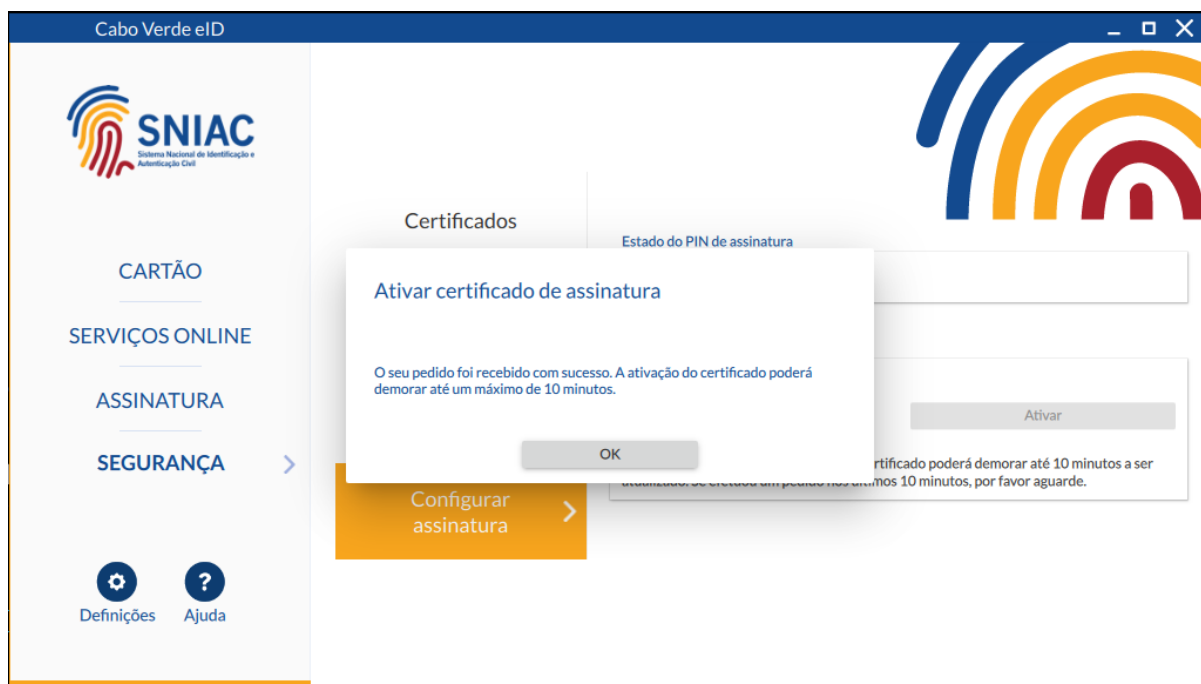 Cabo Verde eID
SNIAC
Sistema Nacional de Identificação e
Autenticação Civil
CARTÃO
SERVIÇOS ONLINE
ASSINATURA
SEGURANÇA
Definições
Ajuda
Certificados
Configurar
assinatura
Estado do PIN de assinatura
Ativar certificado de assinatura
O seu pedido foi recebido com sucesso. A ativação do certificado poderá
demorar até um máximo de 10 minutos.
OK
Ativar
poderá demorar até 10 minutos a ser
10 minutos, por favor aguarde.